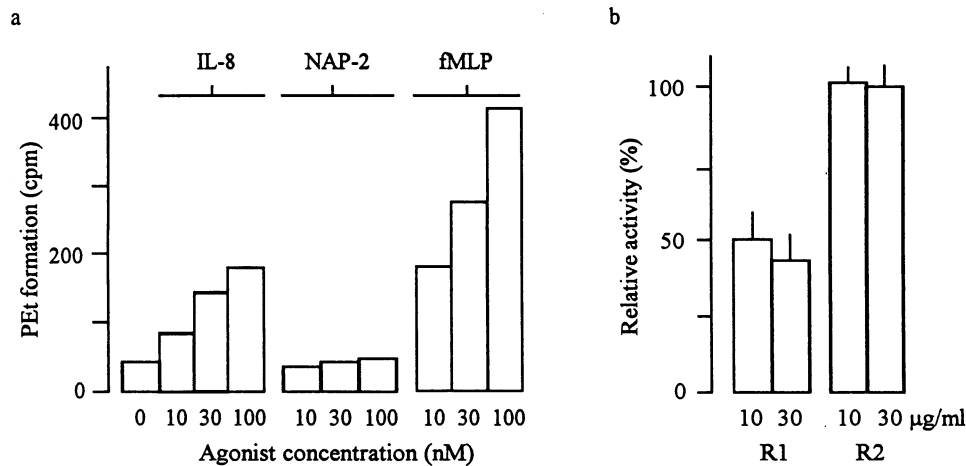 a
IL-8 NAP-2 fMLP
PEt formation (cpm)
400
200
0
0 10 30 100 10 30 100 10 30 100
Agonist concentration (nM)
b
Relative activity (%)
100
50
0
10 30 10 30 μg/ml
R1 R2